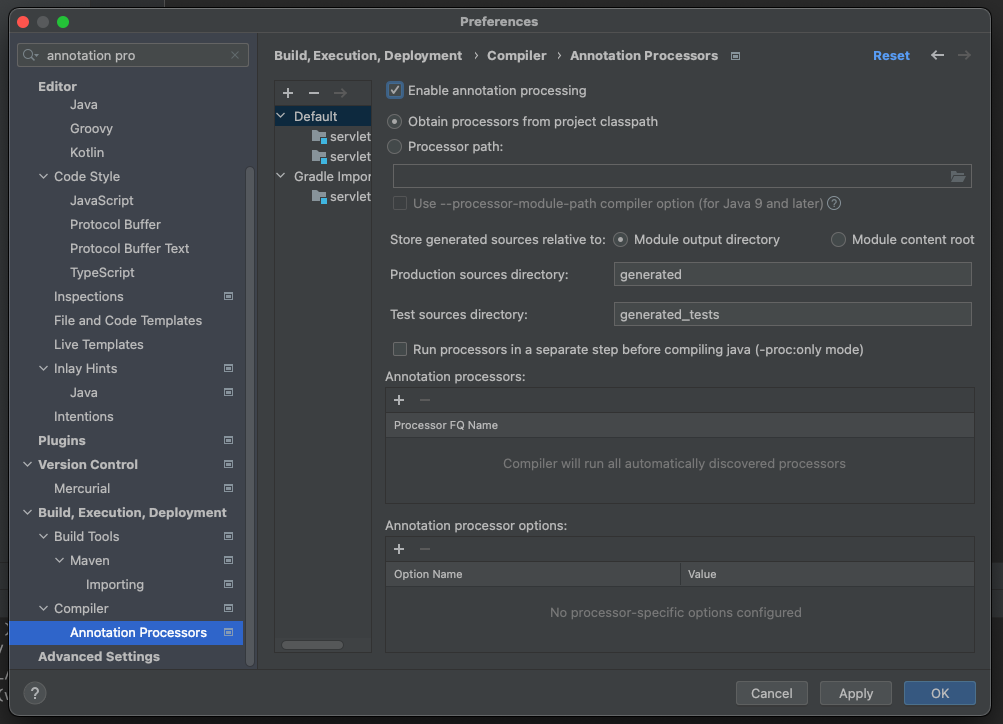 Preferences
annotation pro
Editor
Java
Groovy
Kotlin
Code Style
JavaScript
Protocol Buffer
Protocol Buffer Text
TypeScript
Inspections
File and Code Templates
Live Templates
Inlay Hints
Java
Intentions
Plugins
Version Control
Mercurial
Build, Execution, Deployment
Build Tools
Maven
Importing
Compiler
Annotation Processors
Advanced Settings
Build, Execution, Deployment › Compiler › Annotation Processors
Reset
Default
servlet
servlet
Gradle Impor
servlet
Enable annotation processing
Obtain processors from project classpath
Processor path:
Use --processor-module-path compiler option (for Java 9 and later) ?
Store generated sources relative to: Module output directory Module content root
Production sources directory: generated
Test sources directory: generated_tests
Run processors in a separate step before compiling java (-proc:only mode)
Annotation processors:
Processor FQ Name
Compiler will run all automatically discovered processors
Annotation processor options:
Option Name Value
No processor-specific options configured
? Cancel Apply OK